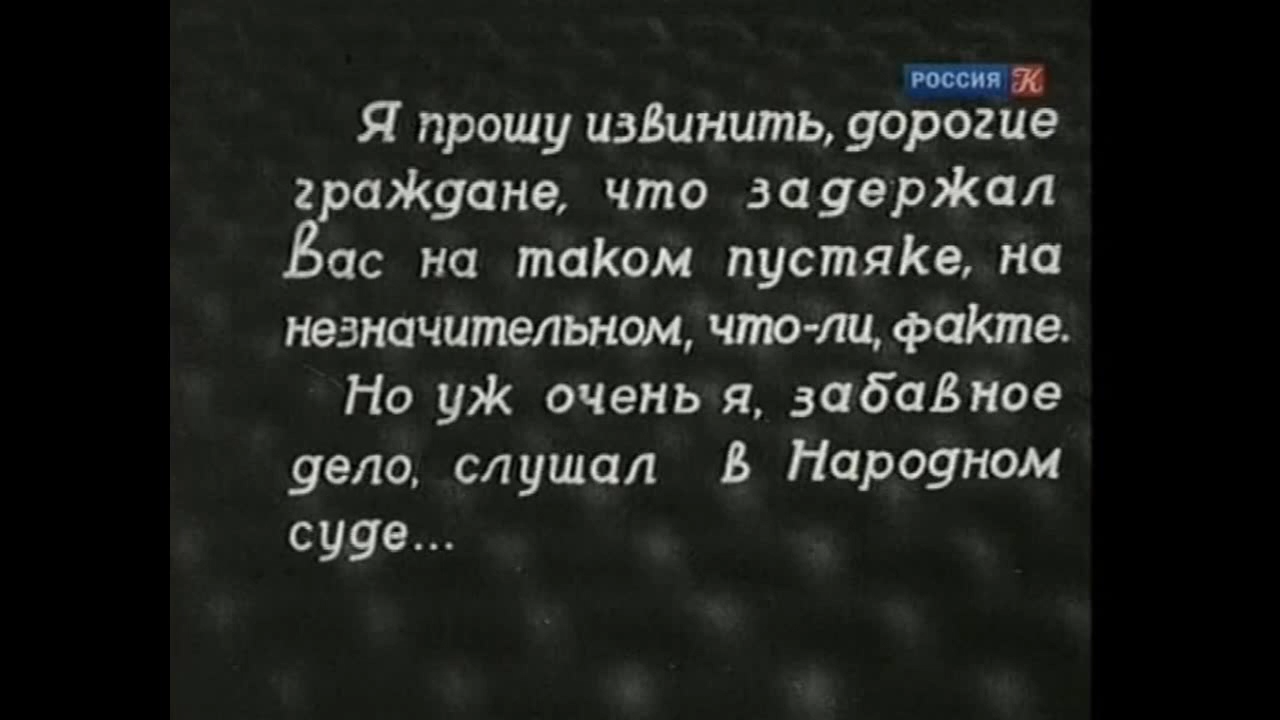 РОССИЯ К
Я прошу извинить, дорогие
граждане, что задержал
Вас на таком пустяке, на
незначительном, что-ли, факте.
Но уж очень я, забавное
дело, слушал в Народном
суде...